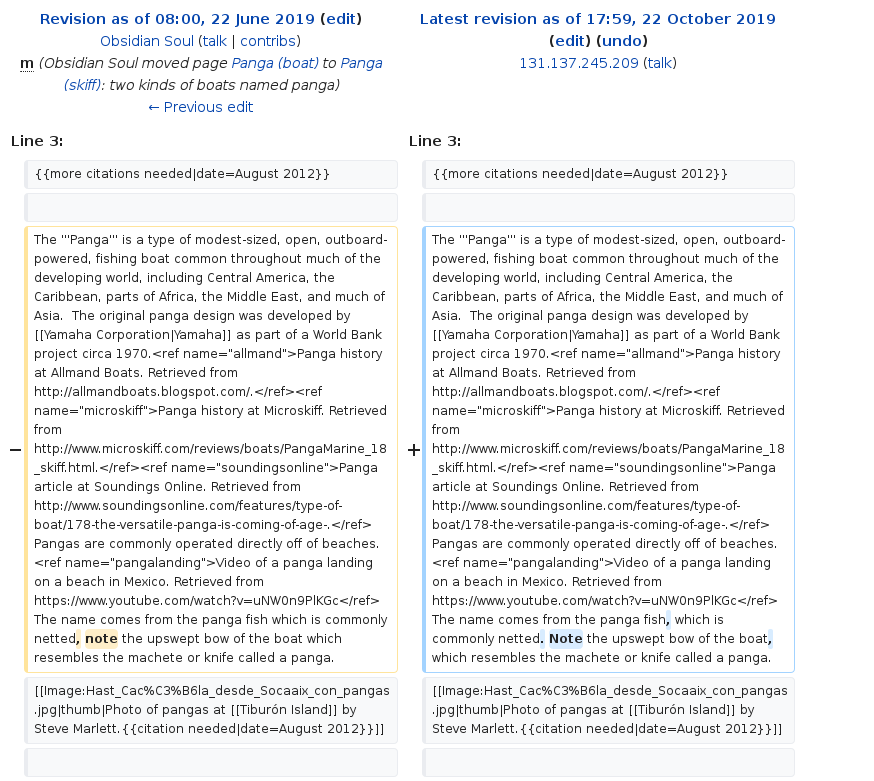 Revision as of 08:00, 22 June 2019 (edit)
Obsidian Soul (talk | contribs)
m (Obsidian Soul moved page Panga (boat) to Panga
(skiff): two kinds of boats named panga)
← Previous edit
Latest revision as of 17:59, 22 October 2019
(edit) (undo)
131.137.245.209 (talk)
Line 3:
Line 3:
{{more citations needed|date=August 2012}}
{{more citations needed|date=August 2012}}
−
The '''Panga''' is a type of modest-sized, open, outboard-
powered, fishing boat common throughout much of the
developing world, including Central America, the
Caribbean, parts of Africa, the Middle East, and much of
Asia.  The original panga design was developed by
[[Yamaha Corporation|Yamaha]] as part of a World Bank
project circa 1970.<ref name="allmand">Panga history
at Allmand Boats. Retrieved from
http://allmandboats.blogspot.com/.</ref><ref
name="microskiff">Panga history at Microskiff. Retrieved
from
http://www.microskiff.com/reviews/boats/PangaMarine_18
_skiff.html.</ref><ref name="soundingsonline">Panga
article at Soundings Online. Retrieved from
http://www.soundingsonline.com/features/type-of-
boat/178-the-versatile-panga-is-coming-of-age-.</ref>
Pangas are commonly operated directly off of beaches.
<ref name="pangalanding">Video of a panga landing
on a beach in Mexico. Retrieved from
https://www.youtube.com/watch?v=uNW0n9PlKGc</ref>
The name comes from the panga fish which is commonly
netted, note the upswept bow of the boat which
resembles the machete or knife called a panga.
+
The '''Panga''' is a type of modest-sized, open, outboard-
powered, fishing boat common throughout much of the
developing world, including Central America, the
Caribbean, parts of Africa, the Middle East, and much of
Asia.  The original panga design was developed by
[[Yamaha Corporation|Yamaha]] as part of a World Bank
project circa 1970.<ref name="allmand">Panga history
at Allmand Boats. Retrieved from
http://allmandboats.blogspot.com/.</ref><ref
name="microskiff">Panga history at Microskiff. Retrieved
from
http://www.microskiff.com/reviews/boats/PangaMarine_18
_skiff.html.</ref><ref name="soundingsonline">Panga
article at Soundings Online. Retrieved from
http://www.soundingsonline.com/features/type-of-
boat/178-the-versatile-panga-is-coming-of-age-.</ref>
Pangas are commonly operated directly off of beaches.
<ref name="pangalanding">Video of a panga landing
on a beach in Mexico. Retrieved from
https://www.youtube.com/watch?v=uNW0n9PlKGc</ref>
The name comes from the panga fish, which is
commonly netted. Note the upswept bow of the boat,
which resembles the machete or knife called a panga.
[[Image:Hast_Cac%C3%B6la_desde_Socaaix_con_pangas
.jpg|thumb|Photo of pangas at [[Tiburón Island]] by
Steve Marlett.{{citation needed|date=August 2012}}]]
[[Image:Hast_Cac%C3%B6la_desde_Socaaix_con_pangas
.jpg|thumb|Photo of pangas at [[Tiburón Island]] by
Steve Marlett.{{citation needed|date=August 2012}}]]